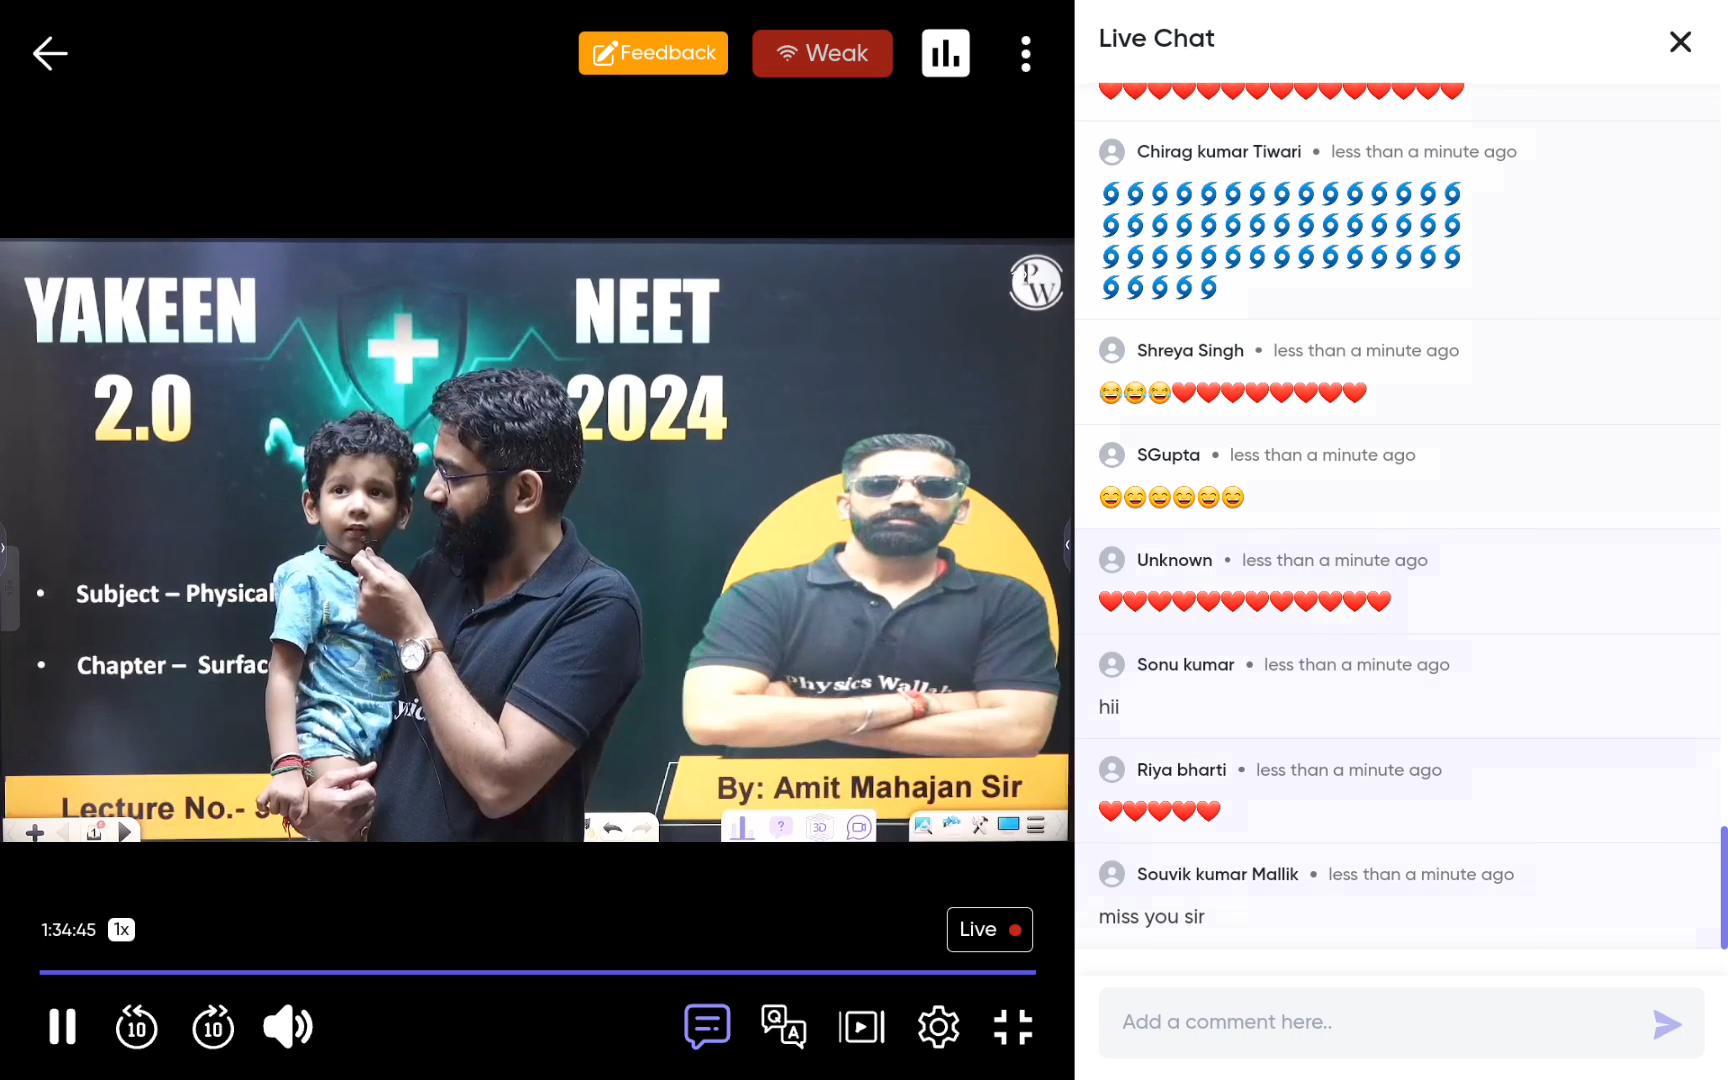 Feedback
Weak
Live Chat
Chirag kumar Tiwari • less than a minute ago
Shreya Singh • less than a minute ago
SGupta • less than a minute ago
Unknown • less than a minute ago
Sonu kumar • less than a minute ago
hii
Riya bharti • less than a minute ago
Souvik kumar Mallik • less than a minute ago
miss you sir
Add a comment here..
YAKEEN NEET
2.0 2024
PW
• Subject – Physical
• Chapter – Surfac
Physics Wallah
Lecture No.-
By: Amit Mahajan Sir
1
?
3D
1:34:45 1x
Live
10 10
Q A